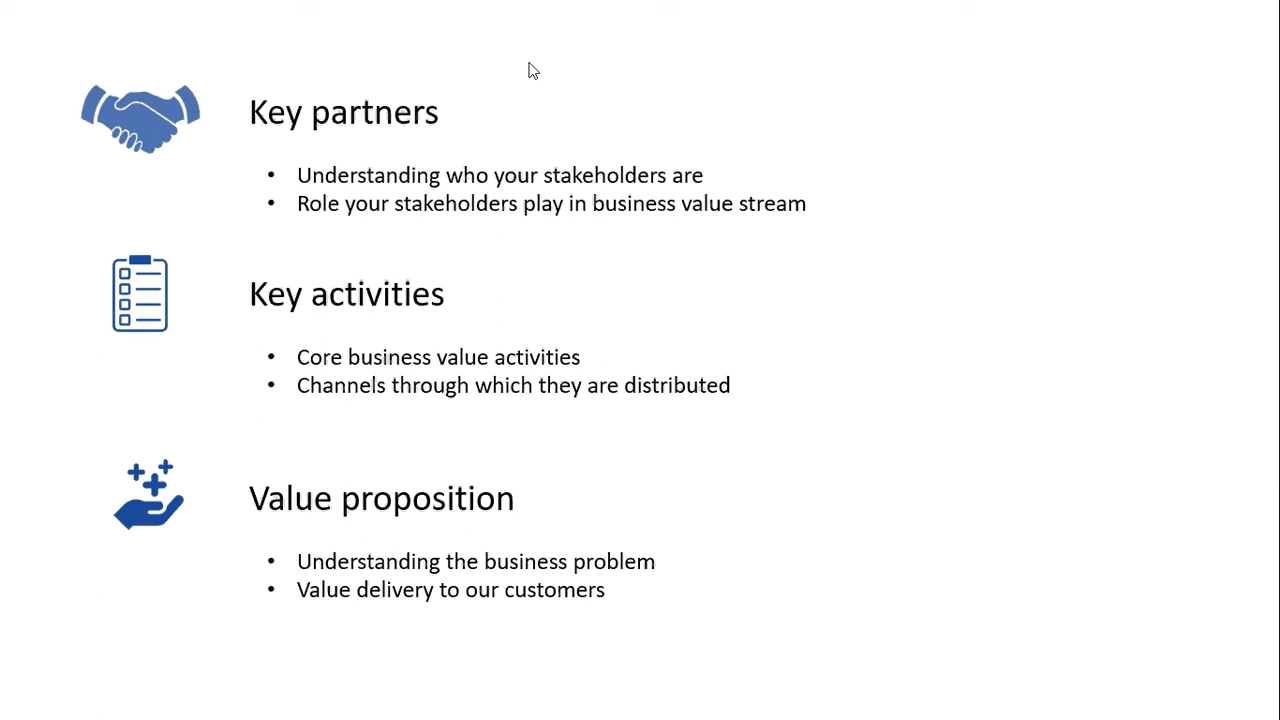 Key partners
• Understanding who your stakeholders are
• Role your stakeholders play in business value stream
Key activities
• Core business value activities
• Channels through which they are distributed
Value proposition
• Understanding the business problem
• Value delivery to our customers